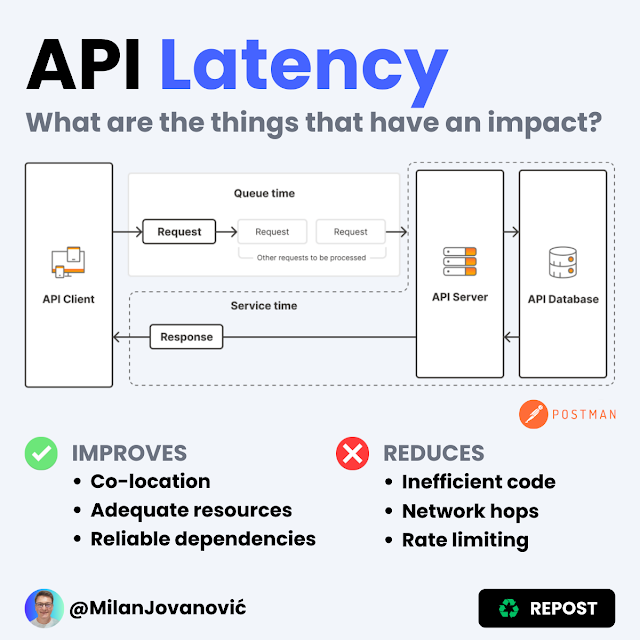 API Latency
What are the things that have an impact?
Queue time
Request
Request
Request
Other requests to be processed
API Client
API Server
API Database
Service time
Response
POSTMAN
IMPROVES
• Co-location
• Adequate resources
• Reliable dependencies
REDUCES
• Inefficient code
• Network hops
• Rate limiting
@MilanJovanović
REPOST